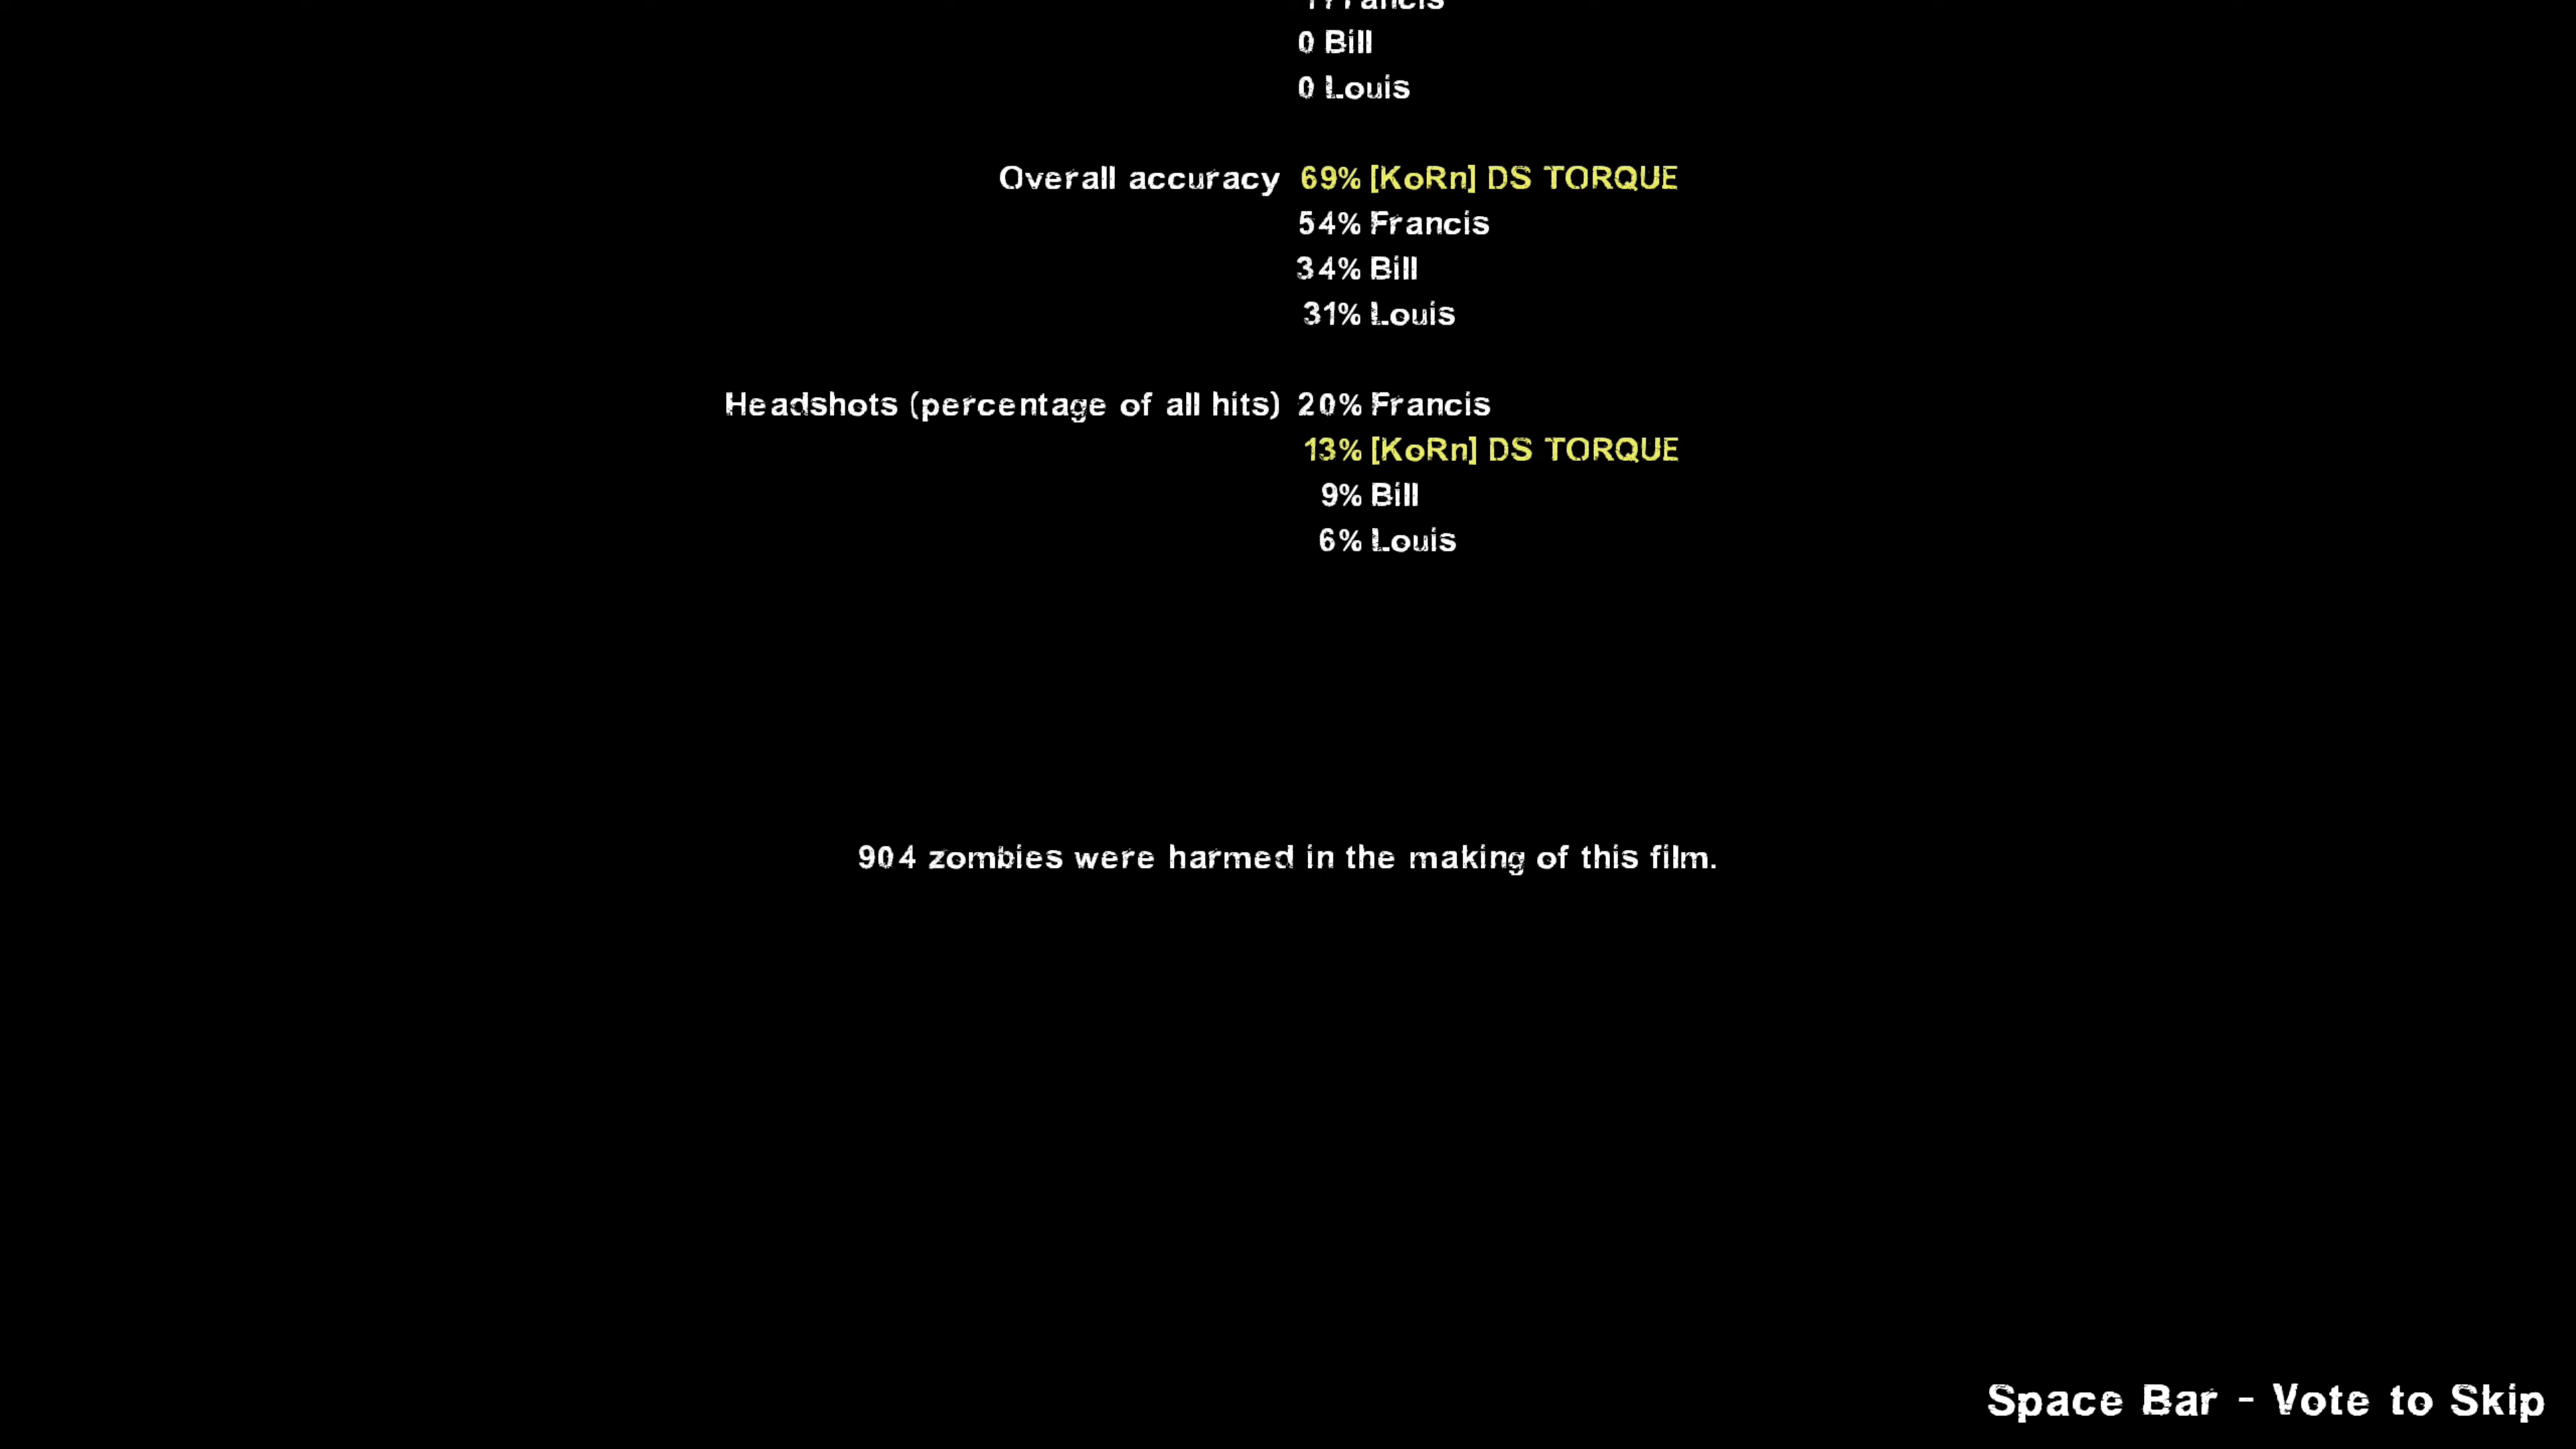 0 Bill
0 Louis
Overall accuracy 69% [KoRn] DS TORQUE
54% Francis
34% Bill
31% Louis
Headshots (percentage of all hits) 20% Francis
13% [KoRn] DS TORQUE
9% Bill
6% Louis
904 zombies were harmed in the making of this film.
Space Bar - Vote to Skip